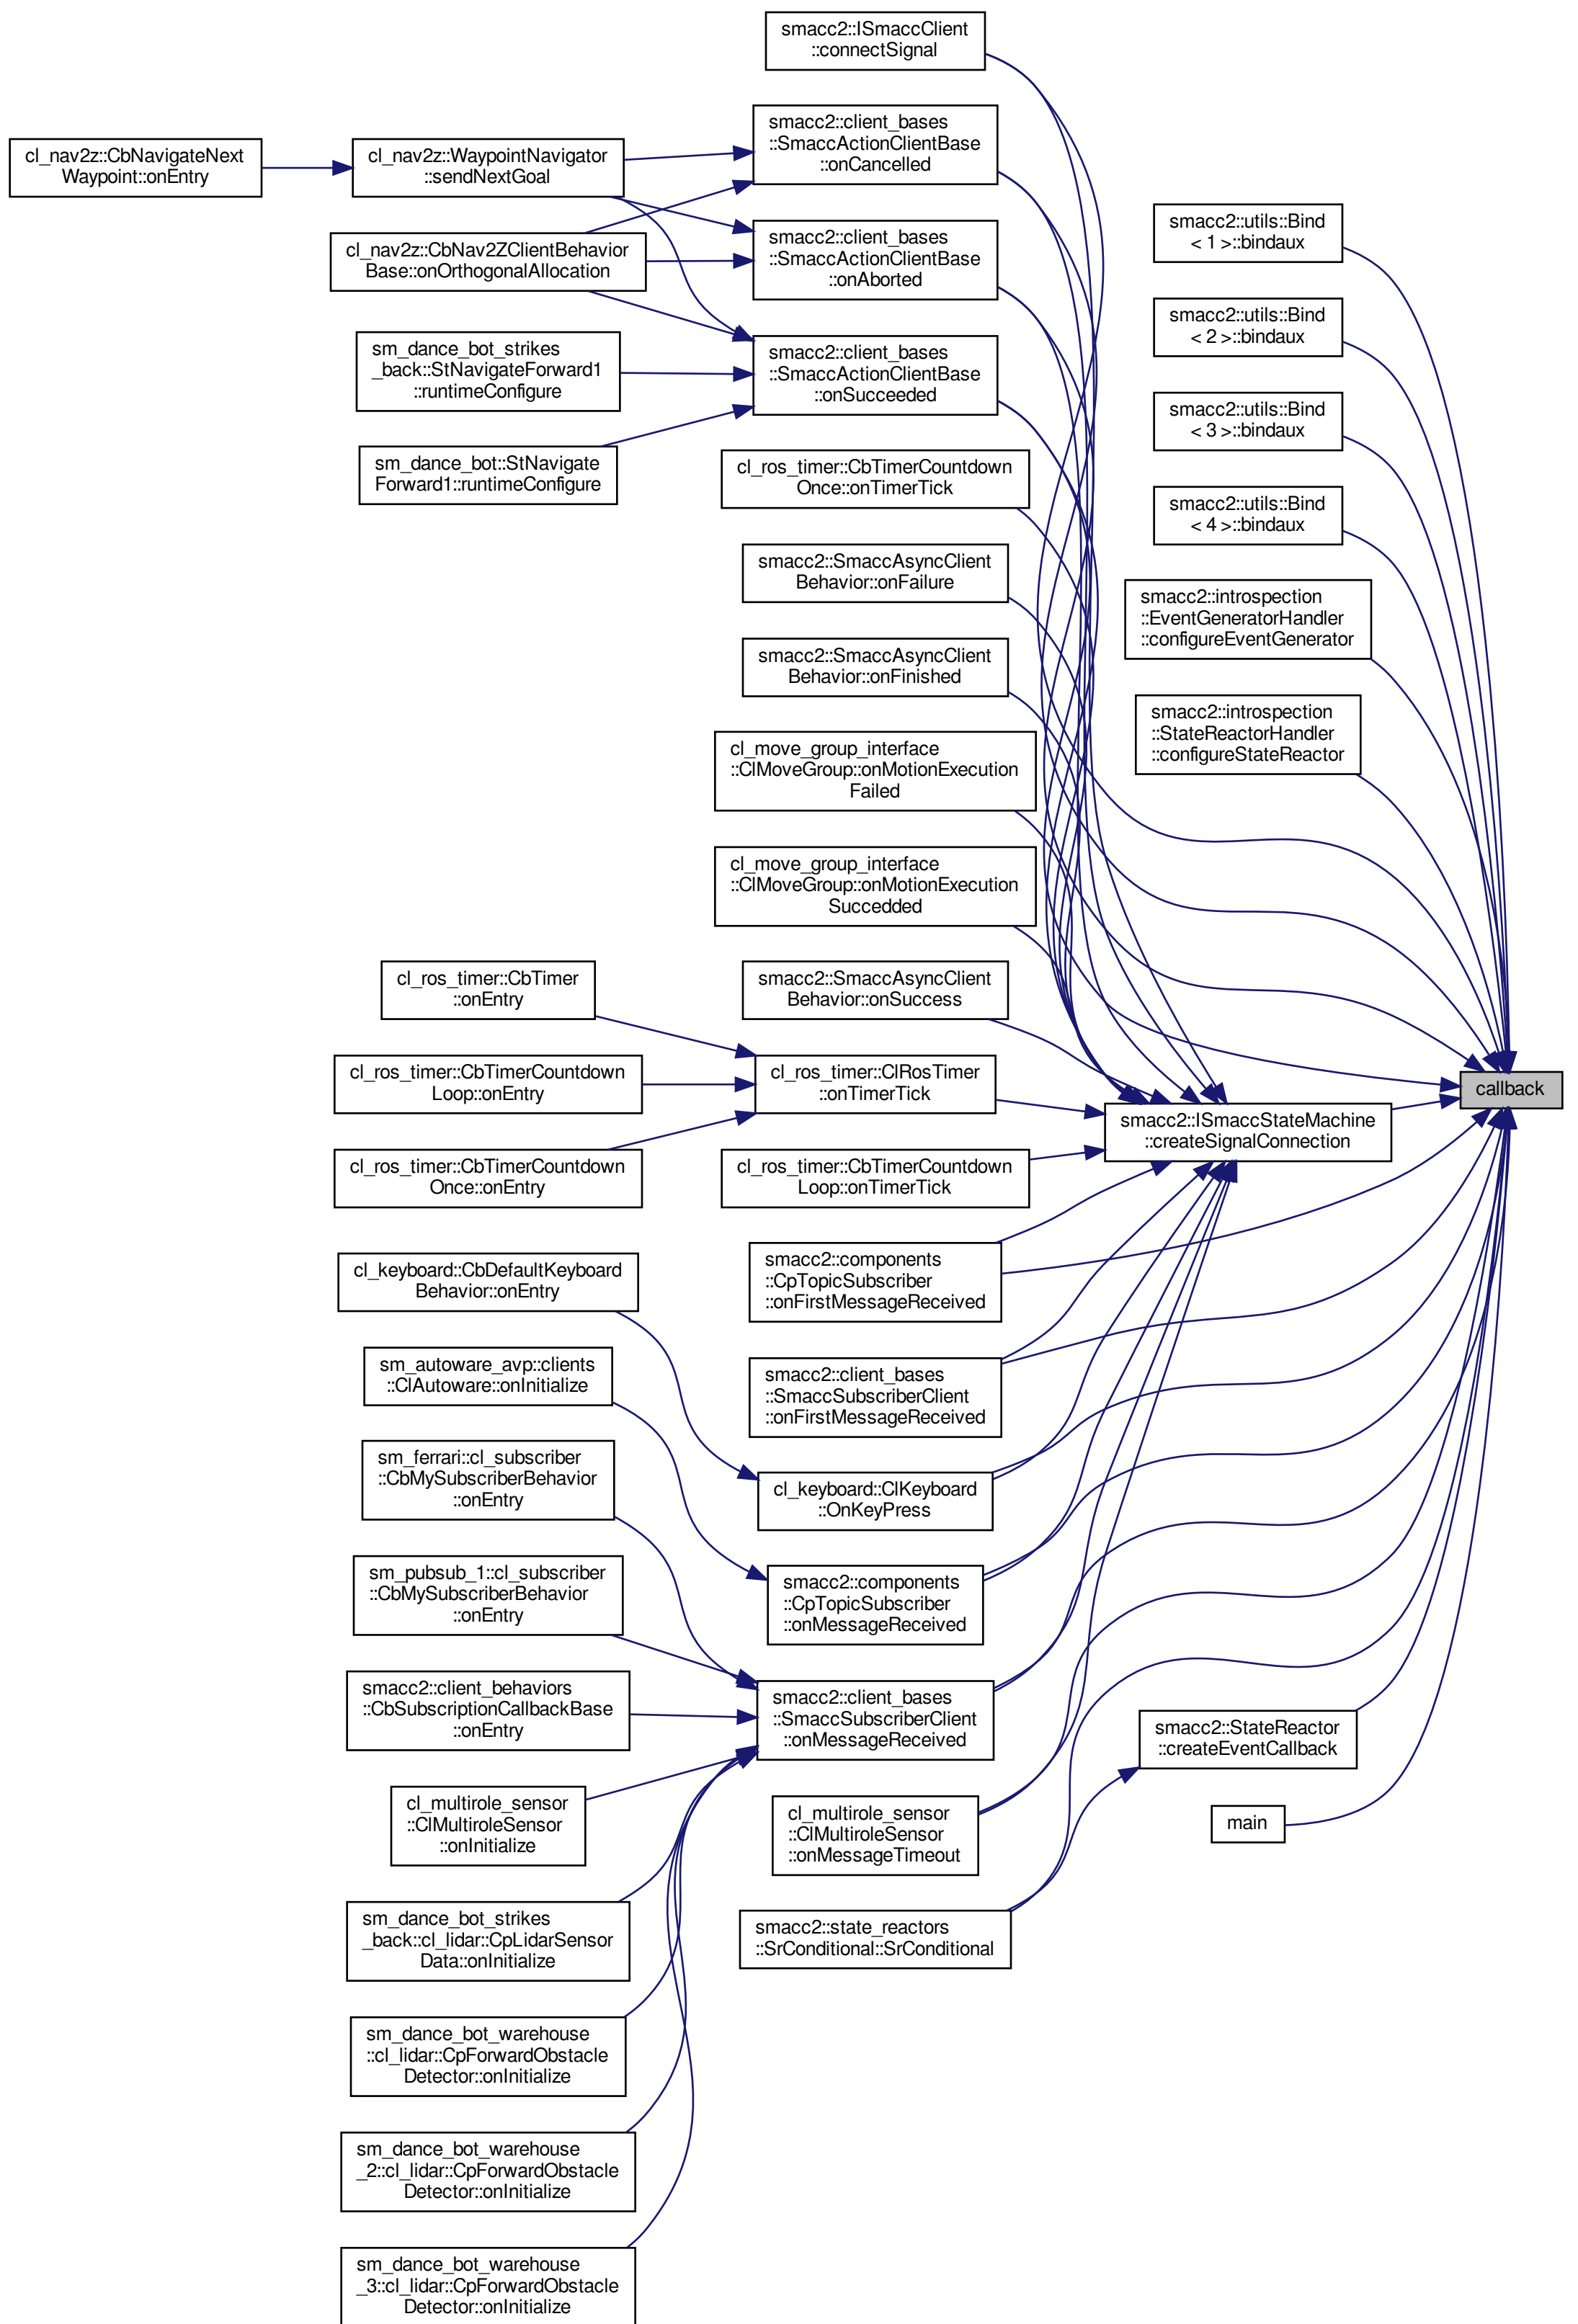 smacc2::ISmaccClient
::connectSignal
smacc2::client_bases
::SmaccActionClientBase
::onCancelled
cl_nav2z::CbNavigateNext
Waypoint::onEntry
cl_nav2z::WaypointNavigator
::sendNextGoal
smacc2::utils::Bind
< 1 >::bindaux
cl_nav2z::CbNav2ZClientBehavior
Base::onOrthogonalAllocation
smacc2::client_bases
::SmaccActionClientBase
::onAborted
smacc2::utils::Bind
< 2 >::bindaux
sm_dance_bot_strikes
_back::StNavigateForward1
::runtimeConfigure
smacc2::client_bases
::SmaccActionClientBase
::onSucceeded
smacc2::utils::Bind
< 3 >::bindaux
sm_dance_bot::StNavigate
Forward1::runtimeConfigure
cl_ros_timer::CbTimerCountdown
Once::onTimerTick
smacc2::utils::Bind
< 4 >::bindaux
smacc2::SmaccAsyncClient
Behavior::onFailure
smacc2::introspection
::EventGeneratorHandler
::configureEventGenerator
smacc2::SmaccAsyncClient
Behavior::onFinished
smacc2::introspection
::StateReactorHandler
::configureStateReactor
cl_move_group_interface
::ClMoveGroup::onMotionExecution
Failed
cl_move_group_interface
::ClMoveGroup::onMotionExecution
Succedded
cl_ros_timer::CbTimer
::onEntry
smacc2::SmaccAsyncClient
Behavior::onSuccess
cl_ros_timer::CbTimerCountdown
Loop::onEntry
cl_ros_timer::ClRosTimer
::onTimerTick
callback
smacc2::ISmaccStateMachine
::createSignalConnection
cl_ros_timer::CbTimerCountdown
Once::onEntry
cl_ros_timer::CbTimerCountdown
Loop::onTimerTick
cl_keyboard::CbDefaultKeyboard
Behavior::onEntry
smacc2::components
::CpTopicSubscriber
::onFirstMessageReceived
sm_autoware_avp::clients
::ClAutoware::onInitialize
smacc2::client_bases
::SmaccSubscriberClient
::onFirstMessageReceived
sm_ferrari::cl_subscriber
::CbMySubscriberBehavior
::onEntry
cl_keyboard::ClKeyboard
::OnKeyPress
sm_pubsub_1::cl_subscriber
::CbMySubscriberBehavior
::onEntry
smacc2::components
::CpTopicSubscriber
::onMessageReceived
smacc2::client_behaviors
::CbSubscriptionCallbackBase
::onEntry
smacc2::client_bases
::SmaccSubscriberClient
::onMessageReceived
smacc2::StateReactor
::createEventCallback
cl_multirole_sensor
::ClMultiroleSensor
::onInitialize
cl_multirole_sensor
::ClMultiroleSensor
::onMessageTimeout
main
sm_dance_bot_strikes
_back::cl_lidar::CpLidarSensor
Data::onInitialize
smacc2::state_reactors
::SrConditional::SrConditional
sm_dance_bot_warehouse
::cl_lidar::CpForwardObstacle
Detector::onInitialize
sm_dance_bot_warehouse
_2::cl_lidar::CpForwardObstacle
Detector::onInitialize
sm_dance_bot_warehouse
_3::cl_lidar::CpForwardObstacle
Detector::onInitialize